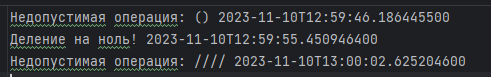 Недопустимая операция: () 2023-11-10T12:59:46.186445500
Деление на ноль! 2023-11-10T12:59:55.450946400
Недопустимая операция: //// 2023-11-10T13:00:02.625204600